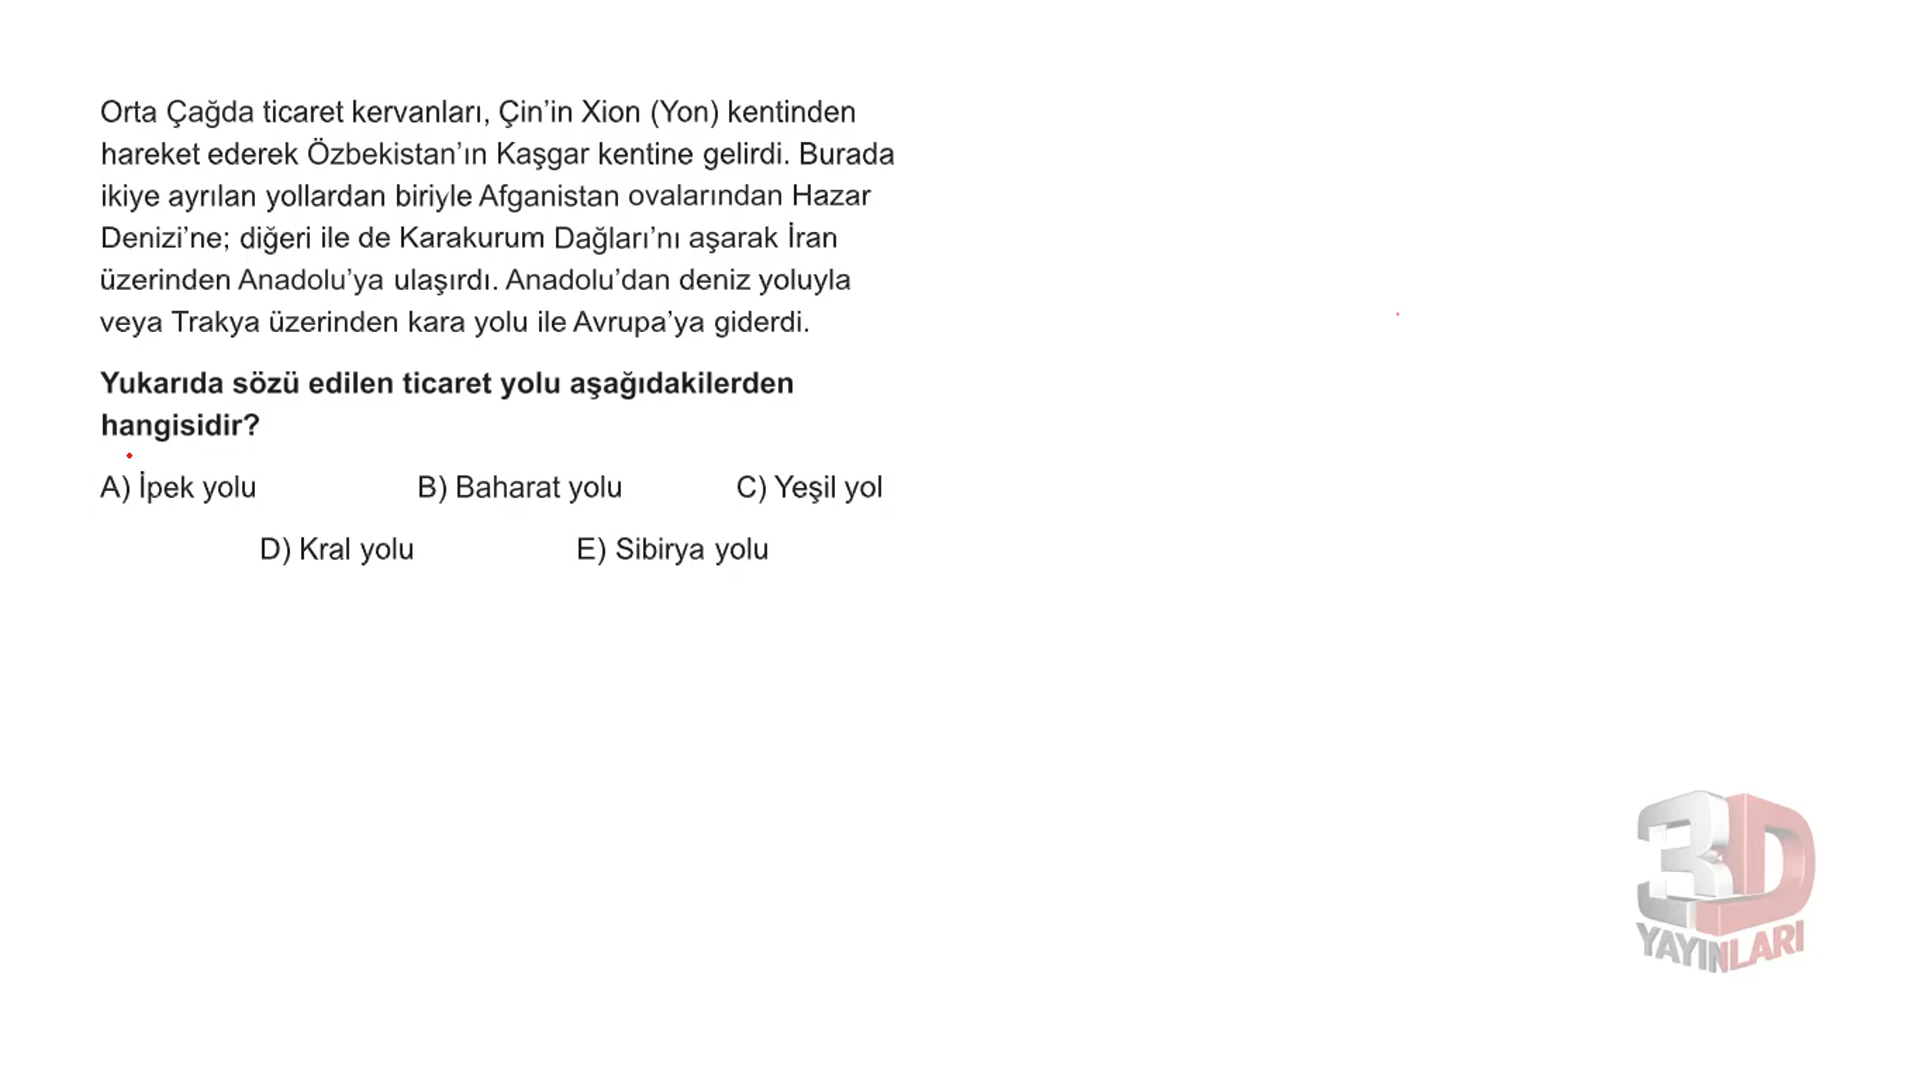 Orta Çağda ticaret kervanları, Çin’in Xion (Yon) kentinden
hareket ederek Özbekistan’ın Kaşgar kentine gelirdi. Burada
ikiye ayrılan yollardan biriyle Afganistan ovalarından Hazar
Denizi’ne; diğeri ile de Karakurum Dağları’nı aşarak İran
üzerinden Anadolu’ya ulaşırdı. Anadolu’dan deniz yoluyla
veya Trakya üzerinden kara yolu ile Avrupa’ya giderdi.
Yukarıda sözü edilen ticaret yolu aşağıdakilerden
hangisidir?
A) İpek yolu B) Baharat yolu C) Yeşil yol
D) Kral yolu E) Sibirya yolu
3D
YAYINLARI